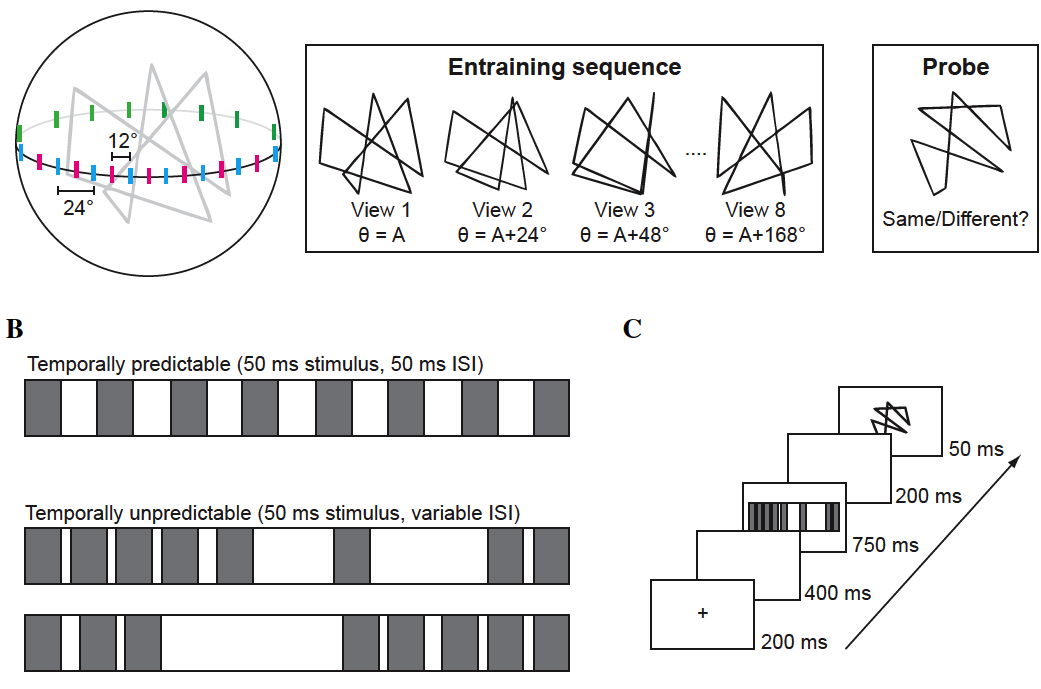 12°
24°
Entraining sequence
....
View 1
θ = A
View 2
θ = A+24°
View 3
θ = A+48°
View 8
θ = A+168°
Probe
Same/Different?
B
Temporally predictable (50 ms stimulus, 50 ms ISI)
Temporally unpredictable (50 ms stimulus, variable ISI)
C
50 ms
200 ms
750 ms
400 ms
+
200 ms